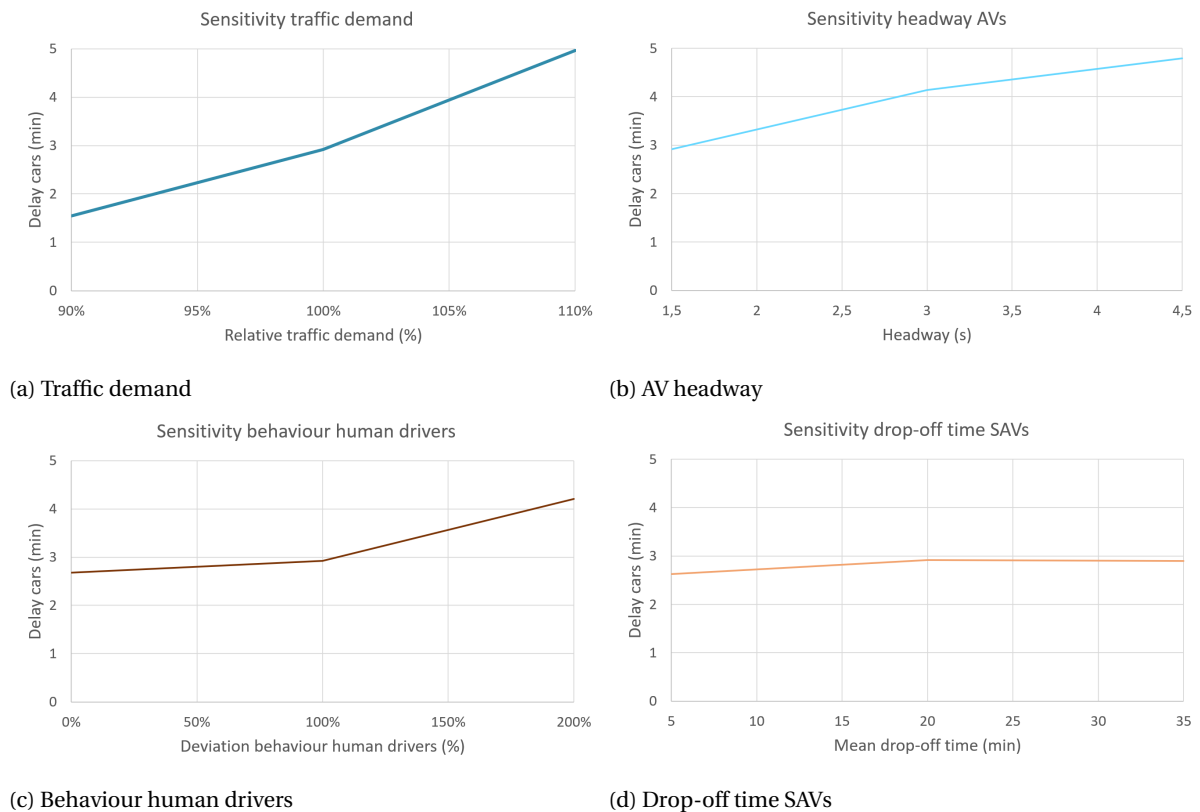 Sensitivity traffic demand
5
4
3
2
1
0
Delay cars (min)
90% 95% 100% 105% 110%
Relative traffic demand (%)
(a) Traffic demand
Sensitivity headway AVs
5
4
3
2
1
0
Delay cars (min)
1,5 2 2,5 3 3,5 4 4,5
Headway (s)
(b) AV headway
Sensitivity behaviour human drivers
5
4
3
2
1
0
Delay cars (min)
0% 50% 100% 150% 200%
Deviation behaviour human drivers (%)
(c) Behaviour human drivers
Sensitivity drop-off time SAVs
5
4
3
2
1
0
Delay cars (min)
5 10 15 20 25 30 35
Mean drop-off time (min)
(d) Drop-off time SAVs